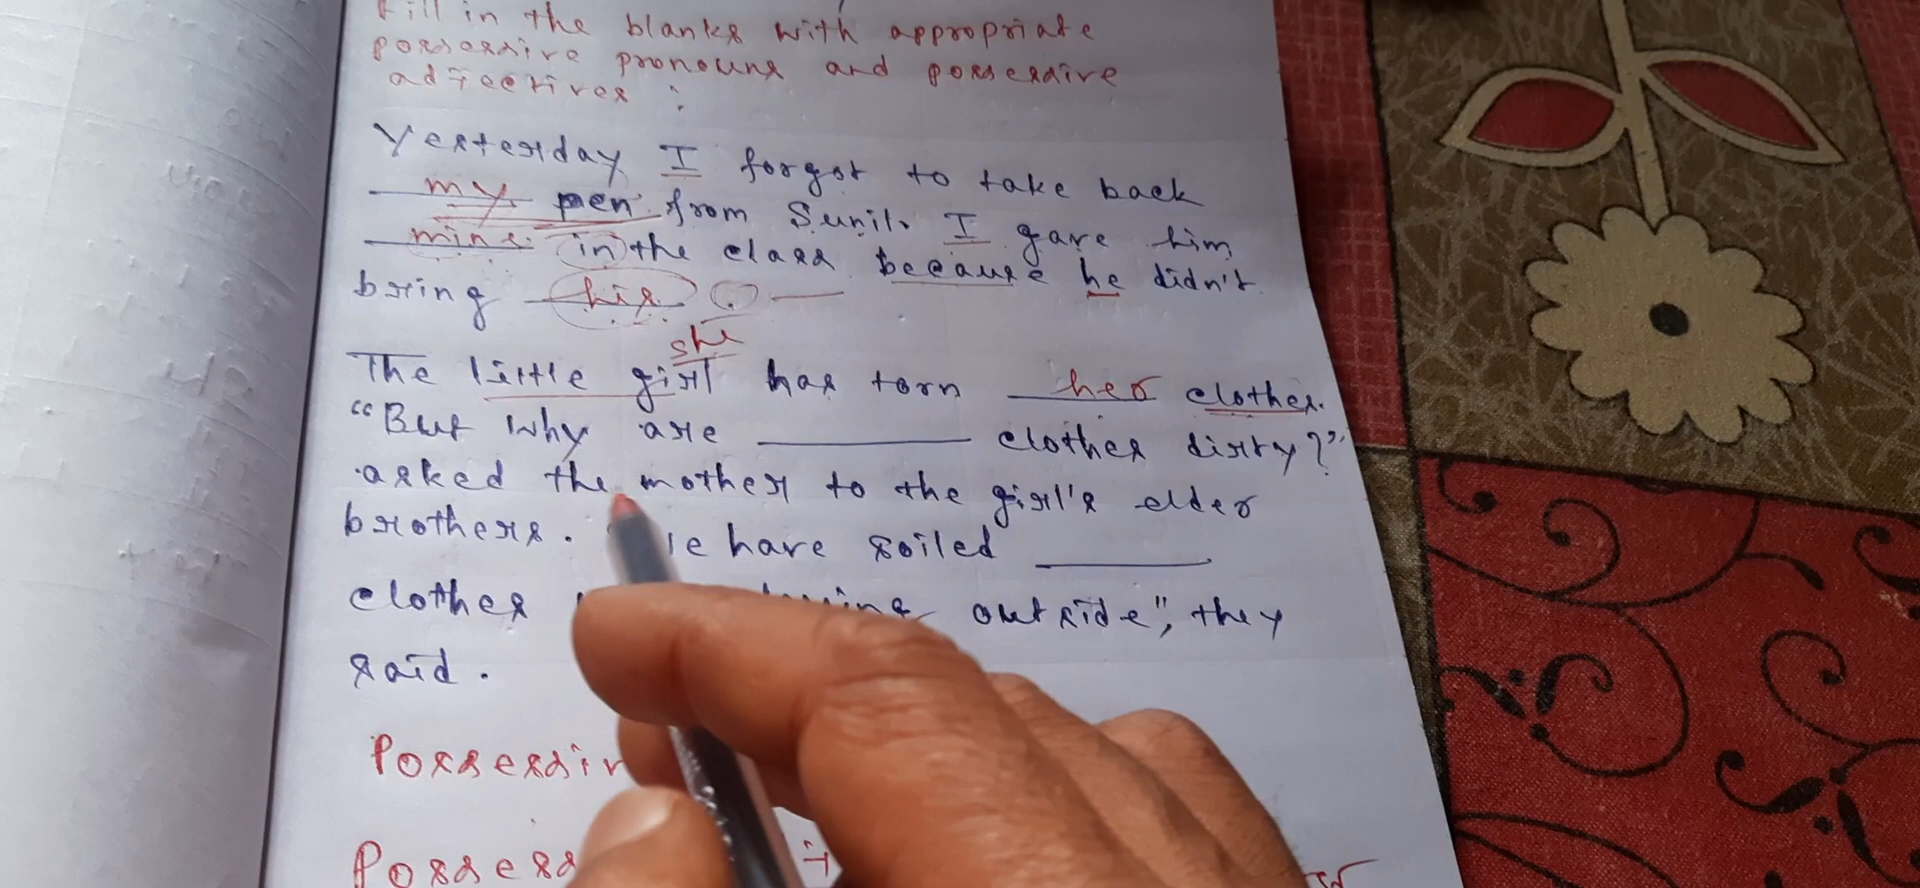 Fill in the blanks with appropriate
possessive pronouns and possessive
adjectives :
Yesterday I forgot to take back
my pen from Sunil. I gave him
mine in the class because he didn't
bring his .
she
The little girl has torn her clothes.
"But why are ______ clothes dirty?"
asked the mother to the girl's elder
brothers. have soiled ______
clothes outside", they
said.